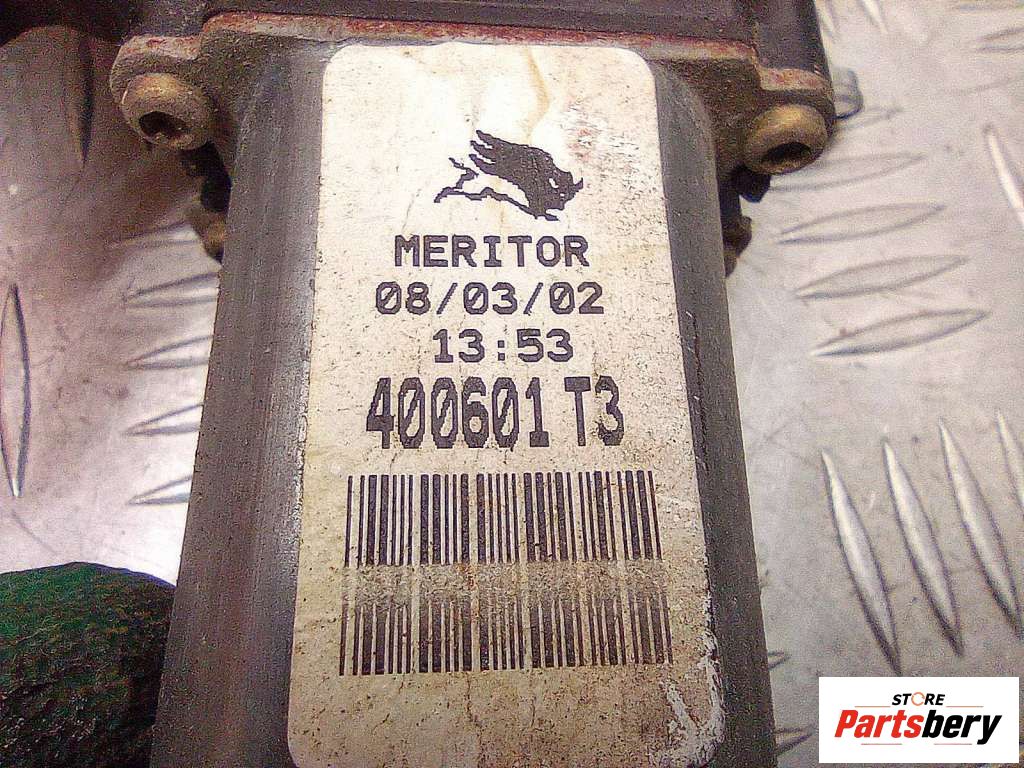 MERITOR
08/03/02
13:53
400601 T3
STORE
Partsbery